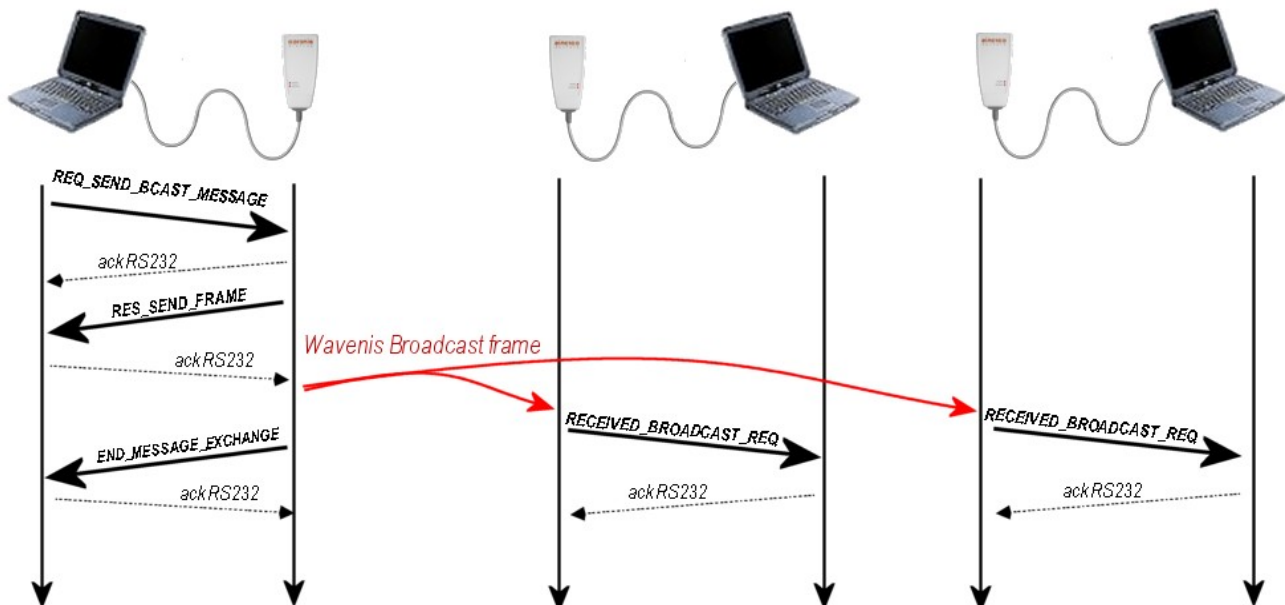 REQ_SEND_BCAST_MESSAGE
ackRS232
RES_SEND_FRAME
Wavenis Broadcast frame
ackRS232
RECEIVED_BROADCAST_REQ
RECEIVED_BROADCAST_REQ
END_MESSAGE_EXCHANGE
ackRS232
ackRS232
ackRS232